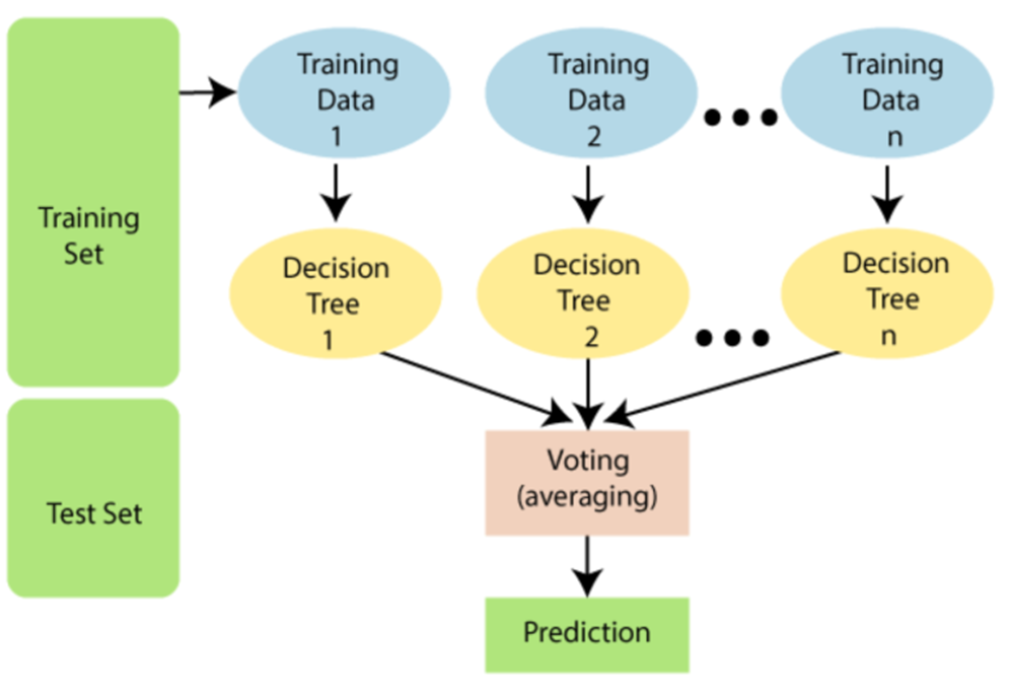 Training
Set
Test Set
Training
Data
1
Training
Data
2
Training
Data
n
Decision
Tree
1
Decision
Tree
2
Decision
Tree
n
Voting
(averaging)
Prediction